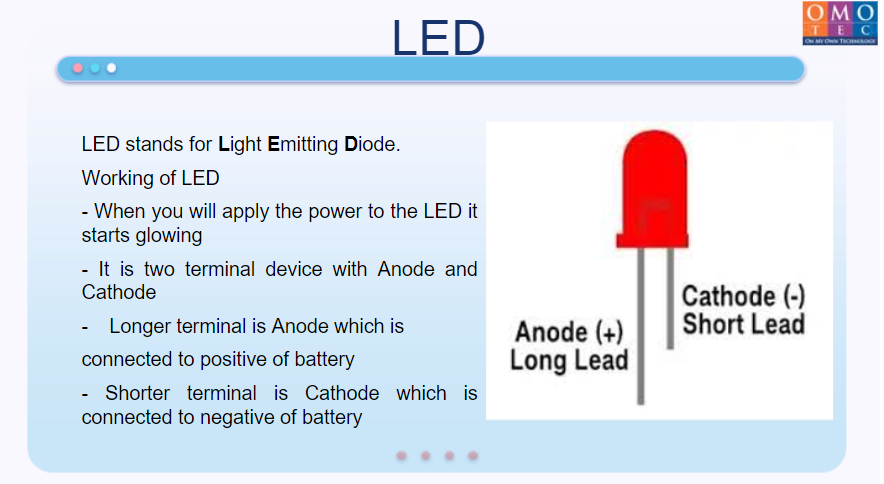 LED
OMO
TEC
ON MY OWN TECHNOLOGY
LED stands for Light Emitting Diode.
Working of LED
- When you will apply the power to the LED it
starts glowing
- It is two terminal device with Anode and
Cathode
- Longer terminal is Anode which is
connected to positive of battery
- Shorter terminal is Cathode which is
connected to negative of battery
Anode (+)
Long Lead
Cathode (-)
Short Lead